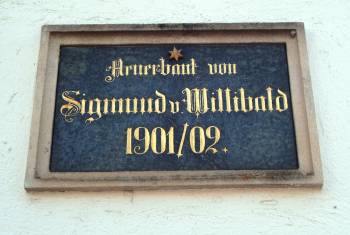 Neuerbaut von
Sigmund v. Willibald
1901/02.